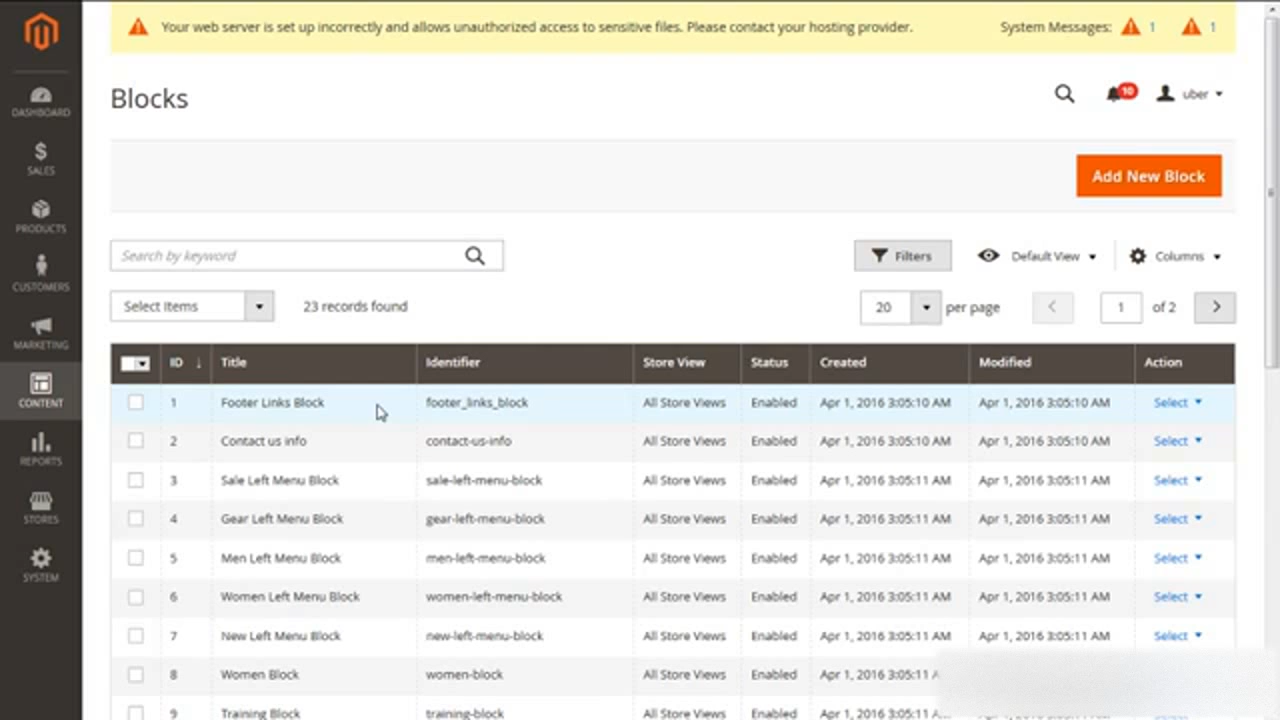 Your web server is set up incorrectly and allows unauthorized access to sensitive files. Please contact your hosting provider. System Messages: 1 1
Blocks
10 uber
Add New Block
Search by keyword Filters Default View Columns
Select Items 23 records found 20 per page 1 of 2
ID ↓ Title Identifier Store View Status Created Modified Action
1 Footer Links Block footer_links_block All Store Views Enabled Apr 1, 2016 3:05:10 AM Apr 1, 2016 3:05:10 AM Select
2 Contact us info contact-us-info All Store Views Enabled Apr 1, 2016 3:05:10 AM Apr 1, 2016 3:05:10 AM Select
3 Sale Left Menu Block sale-left-menu-block All Store Views Enabled Apr 1, 2016 3:05:11 AM Apr 1, 2016 3:05:11 AM Select
4 Gear Left Menu Block gear-left-menu-block All Store Views Enabled Apr 1, 2016 3:05:11 AM Apr 1, 2016 3:05:11 AM Select
5 Men Left Menu Block men-left-menu-block All Store Views Enabled Apr 1, 2016 3:05:11 AM Apr 1, 2016 3:05:11 AM Select
6 Women Left Menu Block women-left-menu-block All Store Views Enabled Apr 1, 2016 3:05:11 AM Apr 1, 2016 3:05:11 AM Select
7 New Left Menu Block new-left-menu-block All Store Views Enabled Apr 1, 2016 3:05:11 AM Apr 1, 2016 3:05:11 AM Select
8 Women Block women-block All Store Views Enabled Apr 1, 2016 3:05:11
9 Training Block training-block All Store Views Enabled Apr 1, 2016 3:05:11
DASHBOARD
SALES
PRODUCTS
CUSTOMERS
MARKETING
CONTENT
REPORTS
STORES
SYSTEM